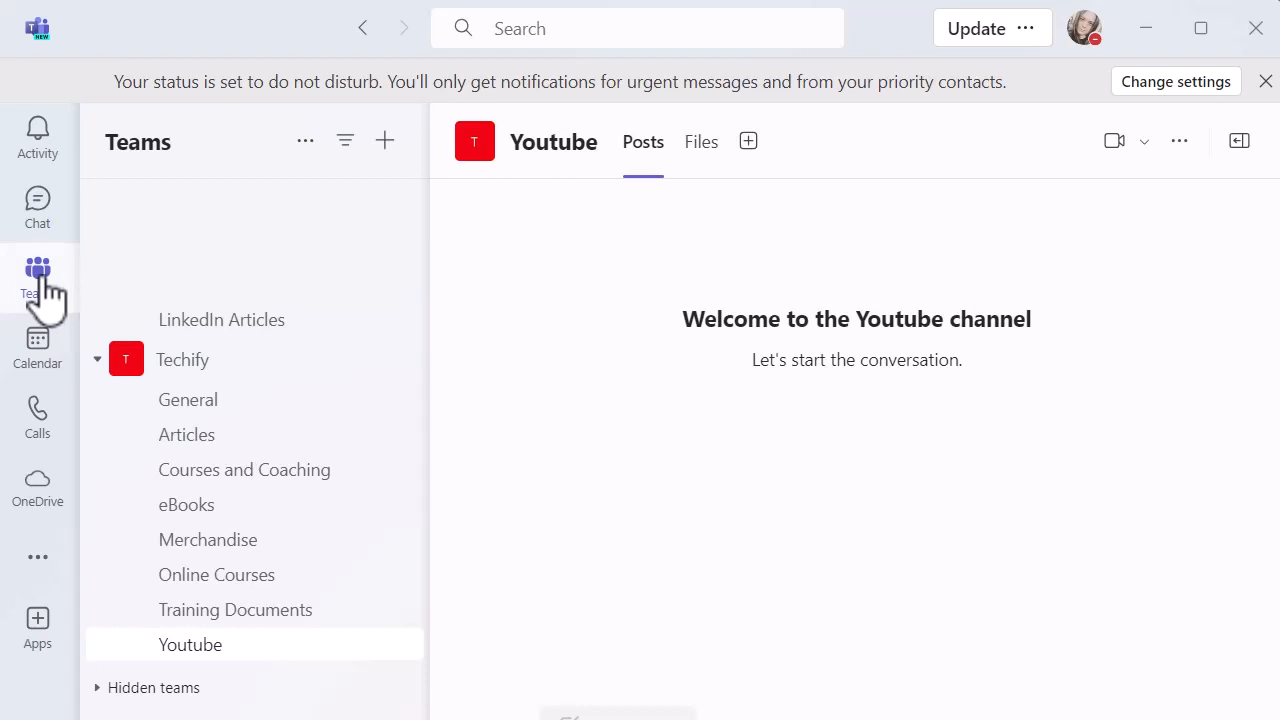 NEW
Search
Update
Your status is set to do not disturb. You'll only get notifications for urgent messages and from your priority contacts.
Change settings
Activity
Chat
Calendar
Calls
OneDrive
Apps
Teams
LinkedIn Articles
T Techify
General
Articles
Courses and Coaching
eBooks
Merchandise
Online Courses
Training Documents
Youtube
Hidden teams
T Youtube Posts Files
Welcome to the Youtube channel
Let's start the conversation.